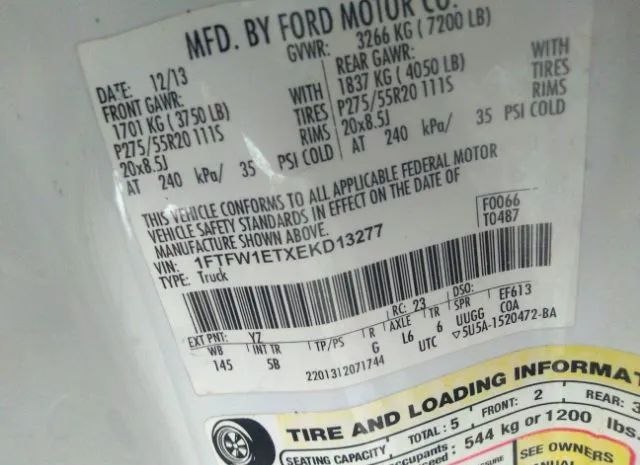 MFD. BY FORD MOTOR CO.
DATE: 12/13 GVWR: 3266 KG ( 7200 LB)
FRONT GAWR: REAR GAWR:
1701 KG ( 3750 LB) WITH 1837 KG ( 4050 LB) WITH
P275/55R20 111S TIRES P275/55R20 111S TIRES
20x8.5J RIMS 20x8.5J RIMS
AT 240 kPa/ 35 PSI COLD AT 240 kPa/ 35 PSI COLD
THIS VEHICLE CONFORMS TO ALL APPLICABLE FEDERAL MOTOR
VEHICLE SAFETY STANDARDS IN EFFECT ON THE DATE OF
MANUFACTURE SHOWN ABOVE. F0066
VIN: 1FTFW1ETXEKD13277 T0487
TYPE: Truck
EXT PNT: YZ RC: 23 DSO: EF613
WB INT TR TP/PS R AXLE TR SPR COA
145 5B G L6 6 UUGG
2201312071744 UTC ▽5U5A-1520472-BA
TIRE AND LOADING INFORMAT
SEATING CAPACITY TOTAL: 5 FRONT: 2 REAR: 3
occupants 544 kg or 1200 lbs.
SEE OWNERS